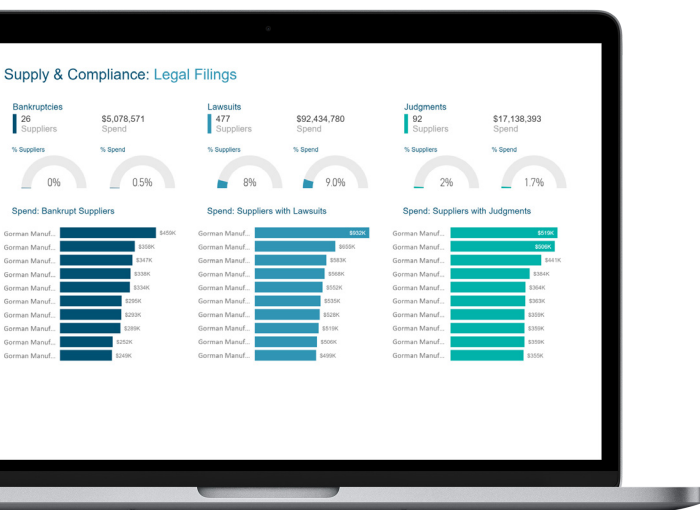 Supply & Compliance: Legal Filings
Bankruptcies
26
Suppliers
$5,078,571
Spend
% Suppliers
% Spend
0%
0.5%
Spend: Bankrupt Suppliers
Gorman Manuf... $459K
Gorman Manuf... $358K
Gorman Manuf... $347K
Gorman Manuf... $336K
Gorman Manuf... $334K
Gorman Manuf... $295K
Gorman Manuf... $293K
Gorman Manuf... $289K
Gorman Manuf... $252K
Gorman Manuf... $249K
Lawsuits
477
Suppliers
$92,434,780
Spend
% Suppliers
% Spend
8%
9.0%
Spend: Suppliers with Lawsuits
Gorman Manuf... $932K
Gorman Manuf... $655K
Gorman Manuf... $583K
Gorman Manuf... $568K
Gorman Manuf... $552K
Gorman Manuf... $535K
Gorman Manuf... $528K
Gorman Manuf... $519K
Gorman Manuf... $506K
Gorman Manuf... $499K
Judgments
92
Suppliers
$17,138,393
Spend
% Suppliers
% Spend
2%
1.7%
Spend: Suppliers with Judgments
Gorman Manuf... $519K
Gorman Manuf... $506K
Gorman Manuf... $441K
Gorman Manuf... $384K
Gorman Manuf... $364K
Gorman Manuf... $363K
Gorman Manuf... $359K
Gorman Manuf... $359K
Gorman Manuf... $359K
Gorman Manuf... $355K